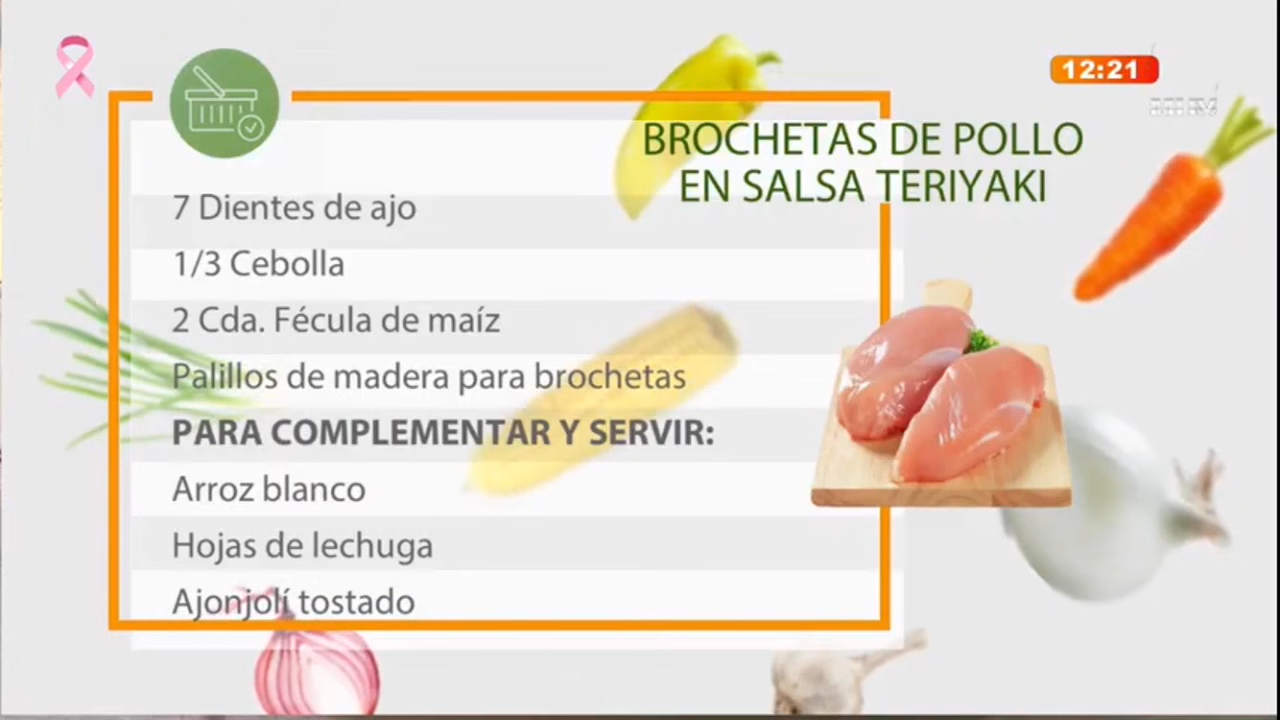 12:21
BROCHETAS DE POLLO
EN SALSA TERIYAKI
7 Dientes de ajo
1/3 Cebolla
2 Cda. Fécula de maíz
Palillos de madera para brochetas
PARA COMPLEMENTAR Y SERVIR:
Arroz blanco
Hojas de lechuga
Ajonjolí tostado